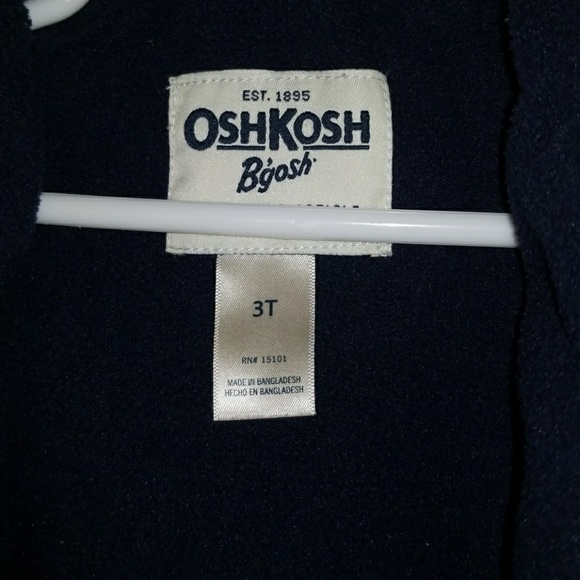 EST. 1895
OSHKOSH
B'gosh
3T
RN# 15101
MADE IN BANGLADESH
HECHO EN BANGLADESH